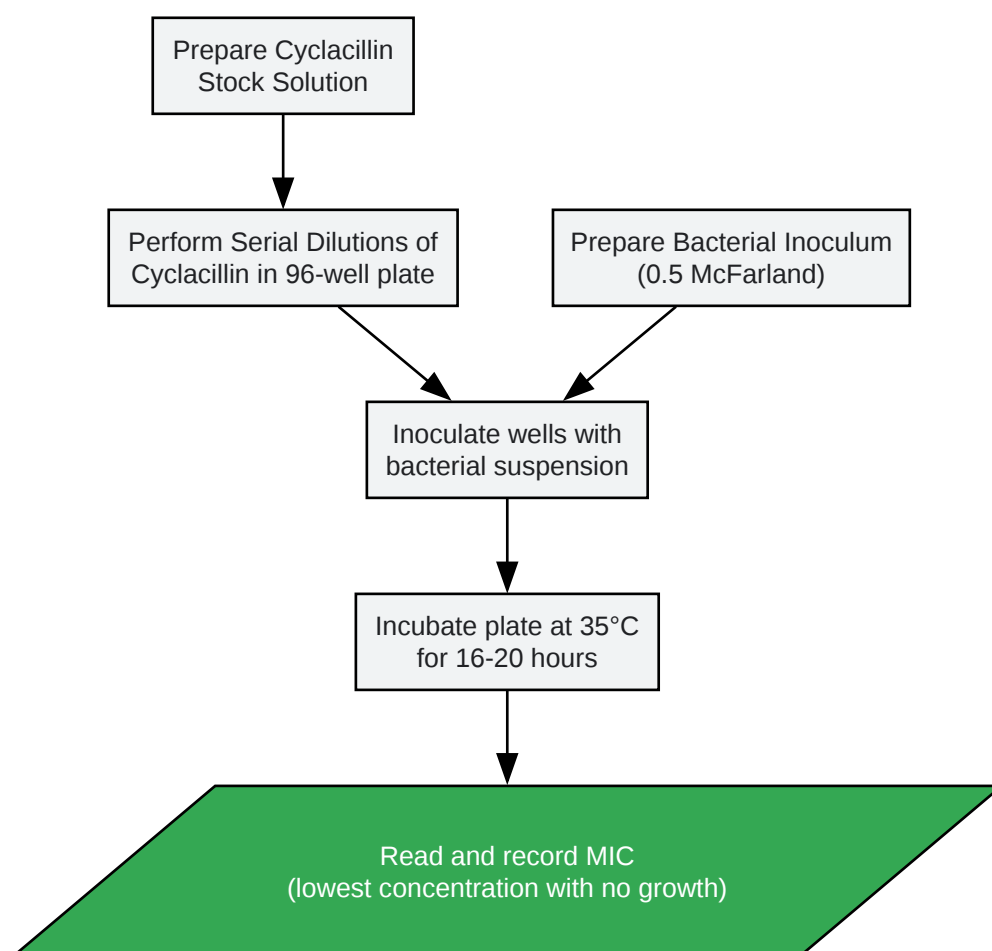 Prepare Cyclacillin
Stock Solution
Perform Serial Dilutions of
Cyclacillin in 96-well plate
Prepare Bacterial Inoculum
(0.5 McFarland)
Inoculate wells with
bacterial suspension
Incubate plate at 35°C
for 16-20 hours
Read and record MIC
(lowest concentration with no growth)